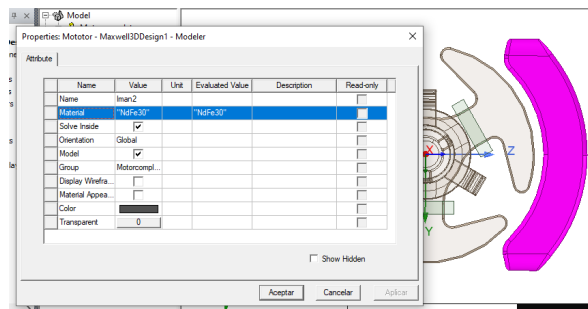 Model
Properties: Mototor - Maxwell3DDesign1 - Modeler
Attribute
Name Value Unit Evaluated Value Description Read-only
Name Iman2
Material "NdFe30" "NdFe30"
Solve Inside
Orientation Global
Model
Group Motorcompl...
Display Wirefra...
Material Appea...
Color
Transparent 0
Show Hidden
Aceptar Cancelar Aplicar
X Z
Y